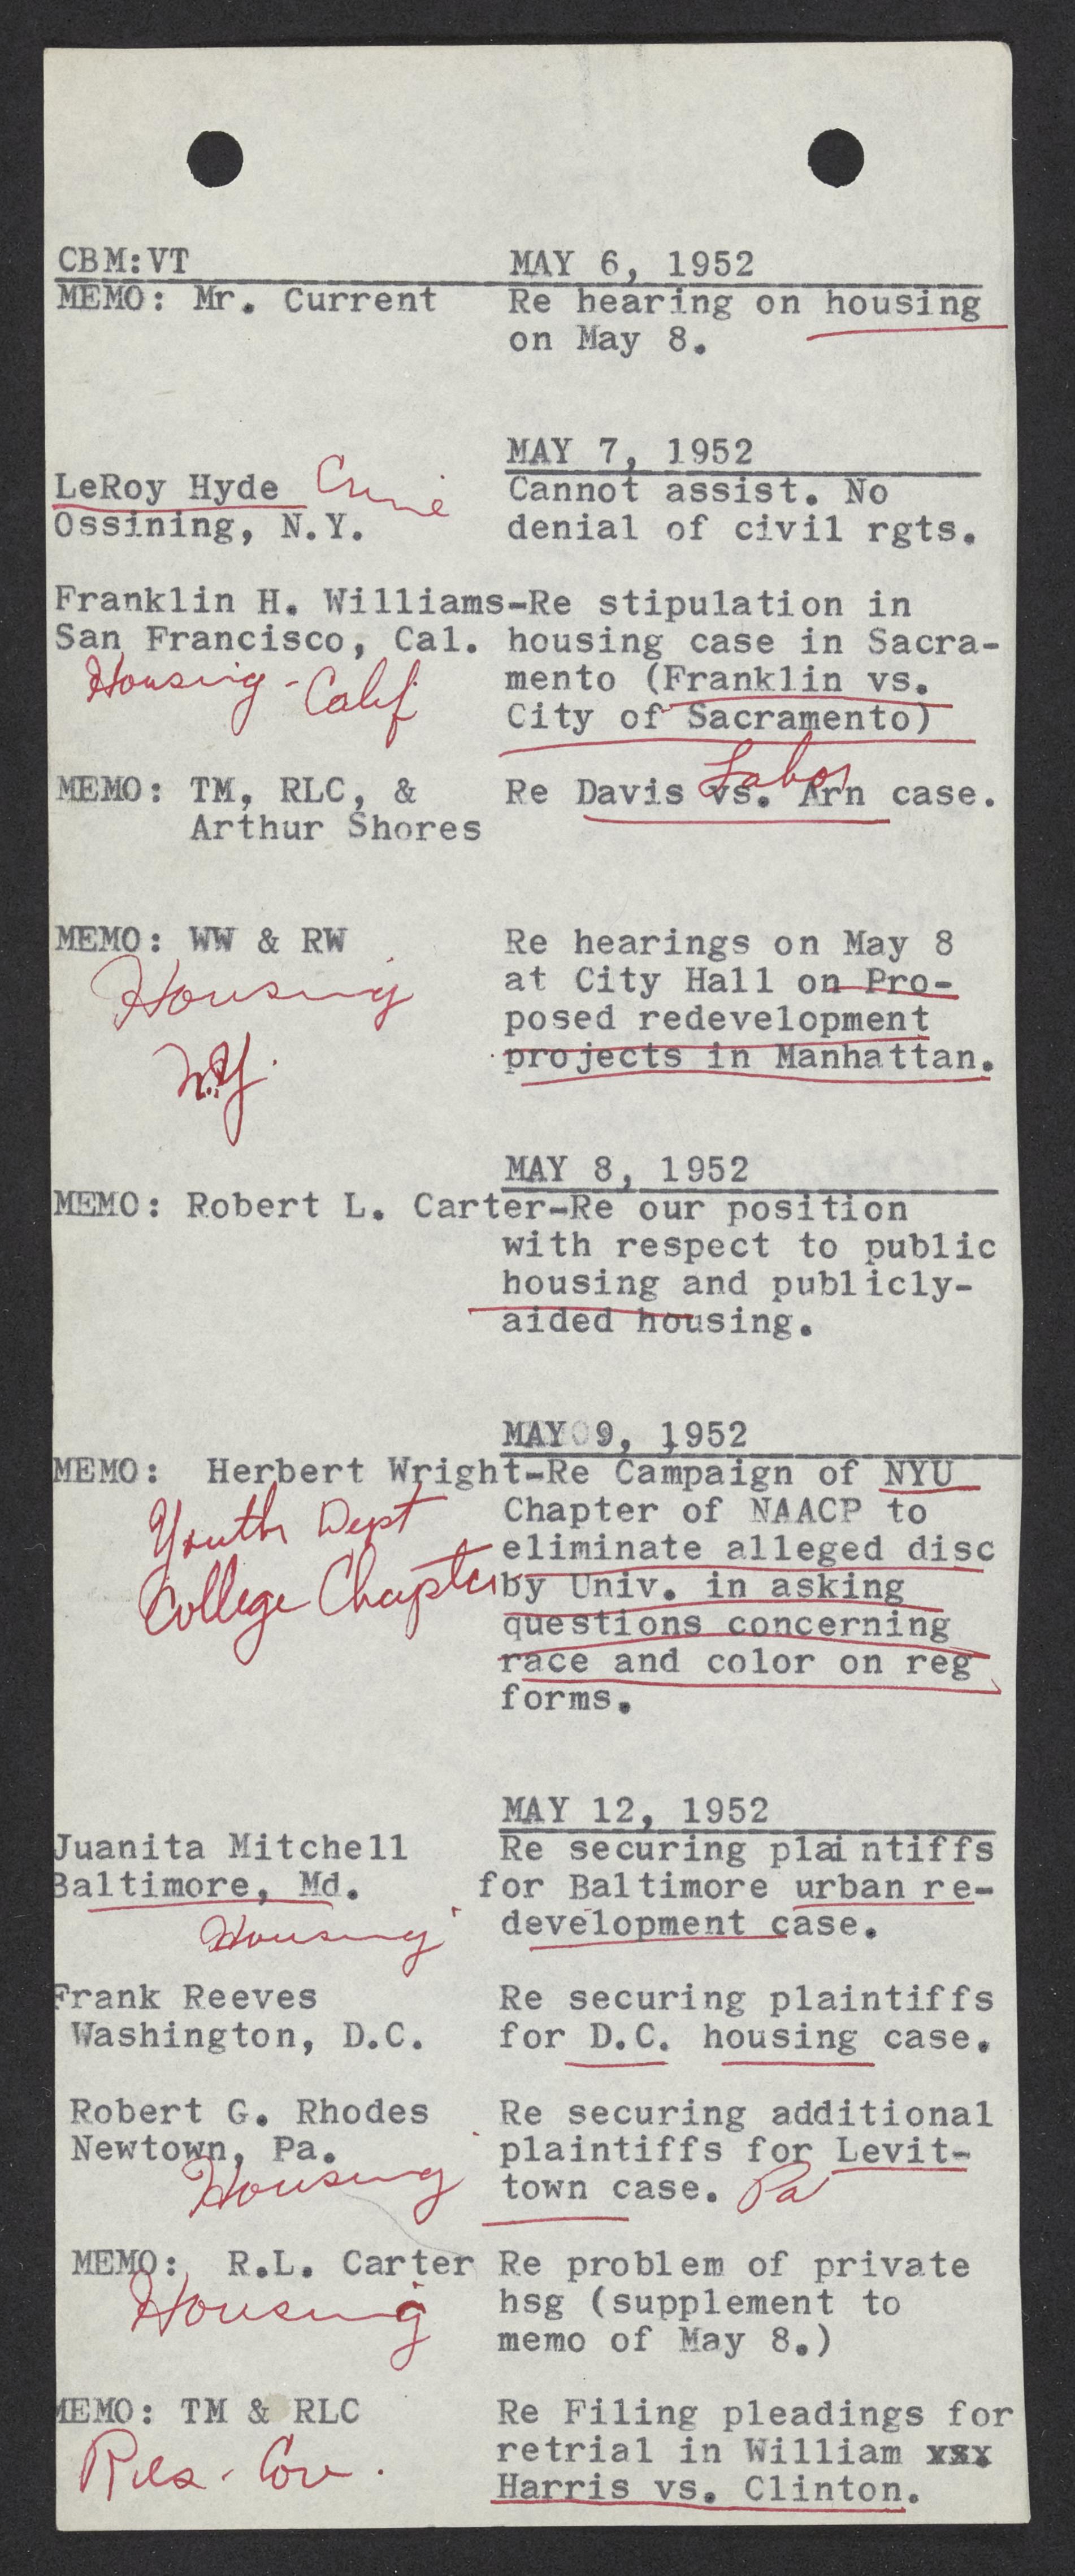 CBM:VT MAY 6, 1952
MEMO: Mr. Current Re hearing on housing
on May 8.
MAY 7, 1952
LeRoy Hyde Crime Cannot assist. No
Ossining, N.Y. denial of civil rgts.
Franklin H. Williams-Re stipulation in
San Francisco, Cal. housing case in Sacra-
Housing - Calif mento (Franklin vs.
City of Sacramento)
Labor
MEMO: TM, RLC, & Re Davis vs. Arn case.
Arthur Shores
MEMO: WW & RW Re hearings on May 8
Housing at City Hall on Pro-
posed redevelopment
N.Y. projects in Manhattan.
MAY 8, 1952
MEMO: Robert L. Carter-Re our position
with respect to public
housing and publicly-
aided housing.
MAY 9, 1952
MEMO: Herbert Wright-Re Campaign of NYU
Youth Dept Chapter of NAACP to
eliminate alleged disc
College Chapter by Univ. in asking
questions concerning
race and color on reg
forms.
MAY 12, 1952
Juanita Mitchell Re securing plaintiffs
Baltimore, Md. for Baltimore urban re-
Housing development case.
Frank Reeves Re securing plaintiffs
Washington, D.C. for D.C. housing case.
Robert G. Rhodes Re securing additional
Newtown, Pa. plaintiffs for Levit-
Housing town case. Pa
MEMO: R.L. Carter Re problem of private
Housing hsg (supplement to
memo of May 8.)
MEMO: TM & RLC Re Filing pleadings for
Res. Cov. retrial in William xxx
Harris vs. Clinton.